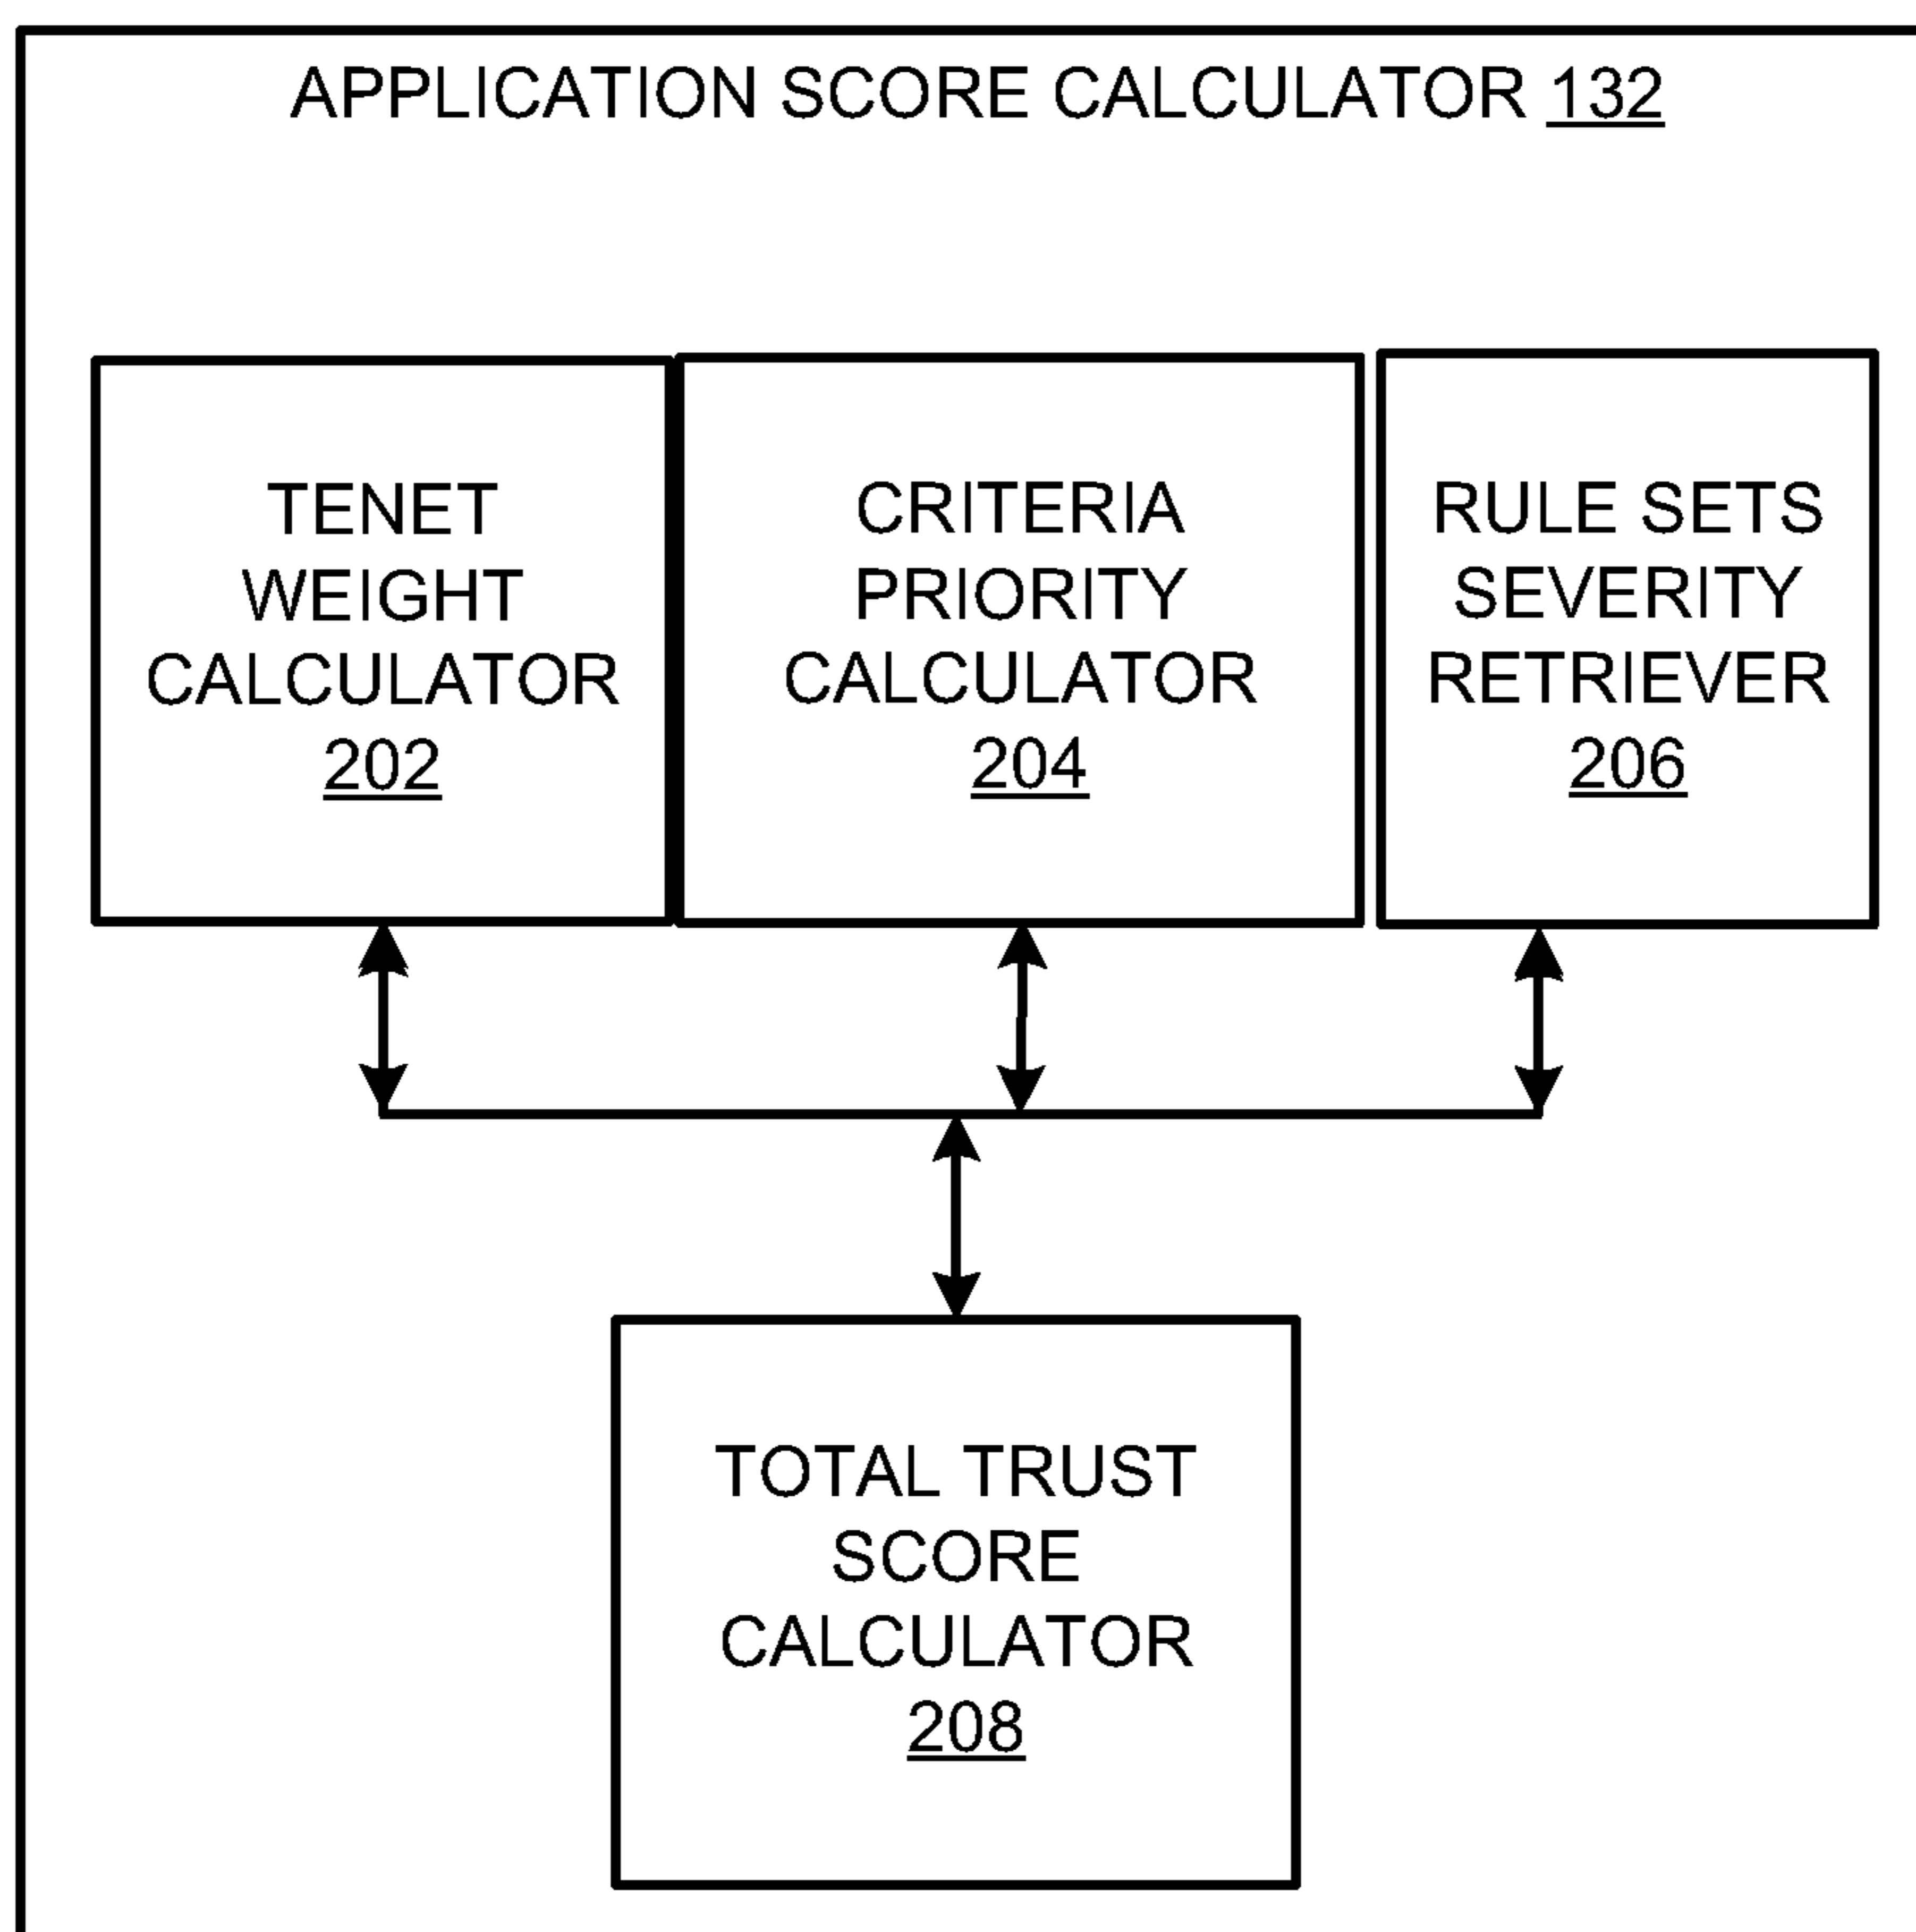 APPLICATION SCORE CALCULATOR 132
TENET
WEIGHT
CALCULATOR
202
CRITERIA
PRIORITY
CALCULATOR
204
RULE SETS
SEVERITY
RETRIEVER
206
TOTAL TRUST
SCORE
CALCULATOR
208